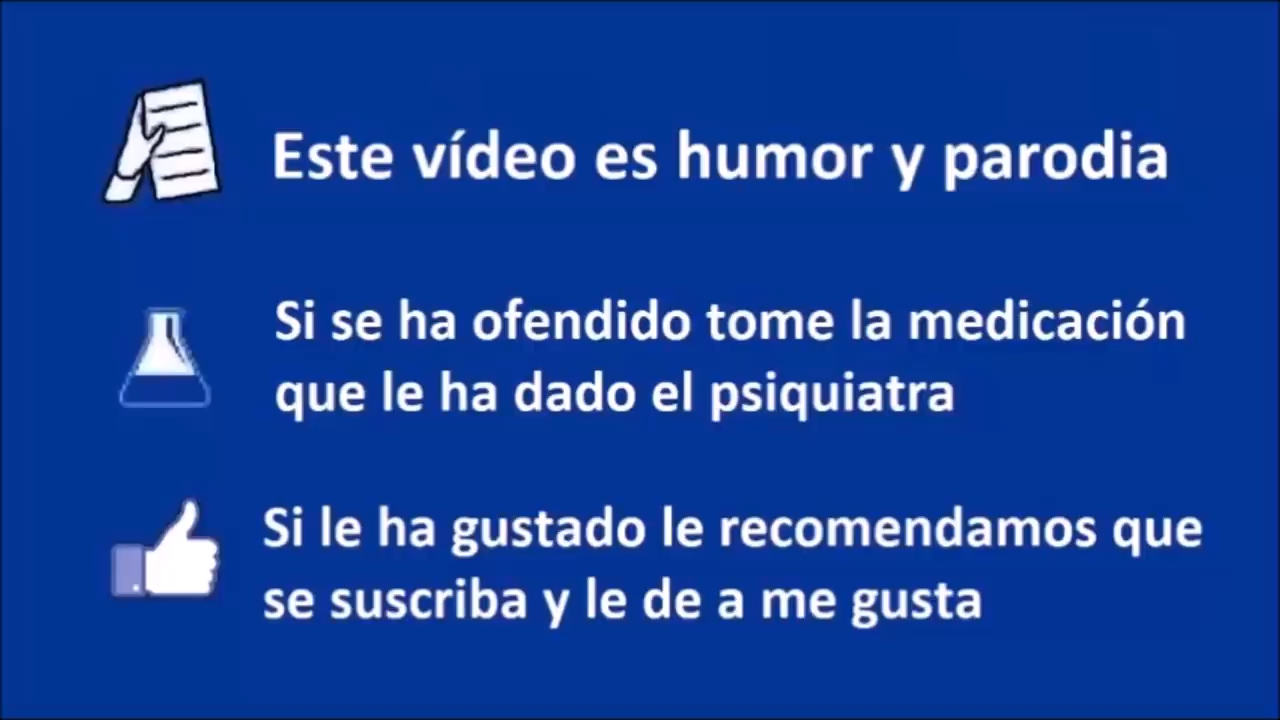 Este vídeo es humor y parodia
Si se ha ofendido tome la medicación
que le ha dado el psiquiatra
Si le ha gustado le recomendamos que
se suscriba y le de a me gusta